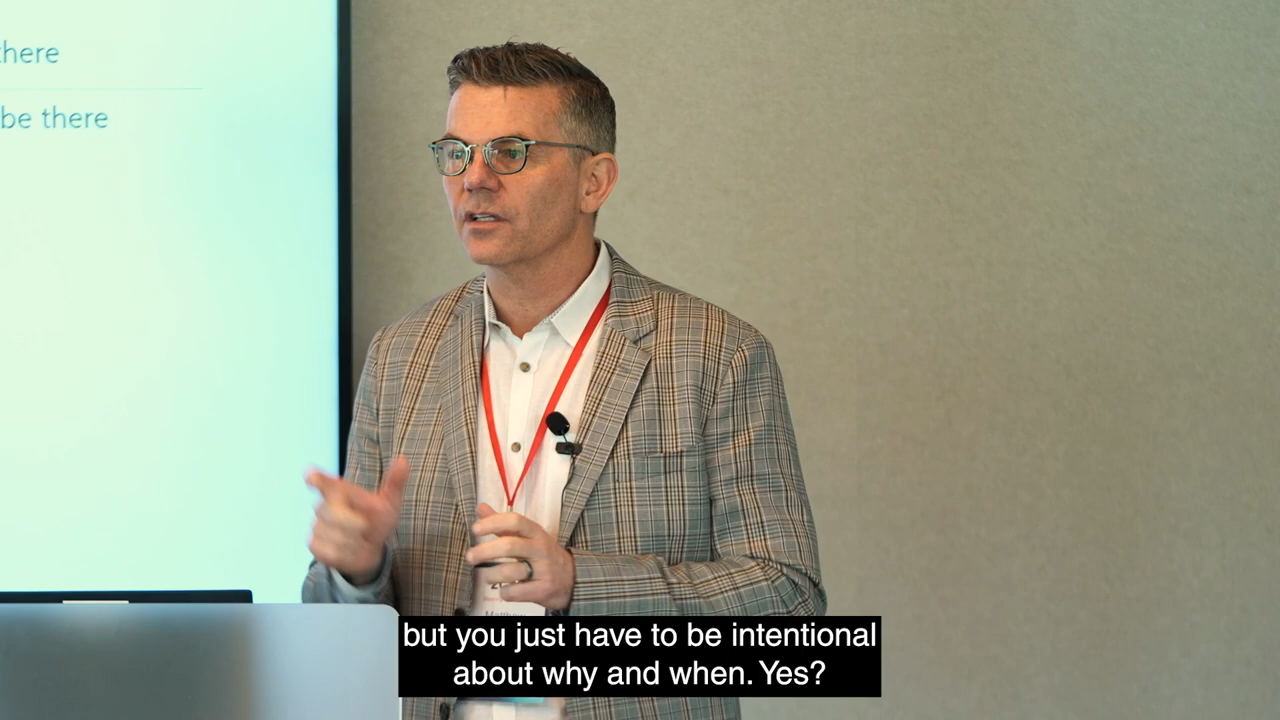 there
be there
but you just have to be intentional
about why and when. Yes?